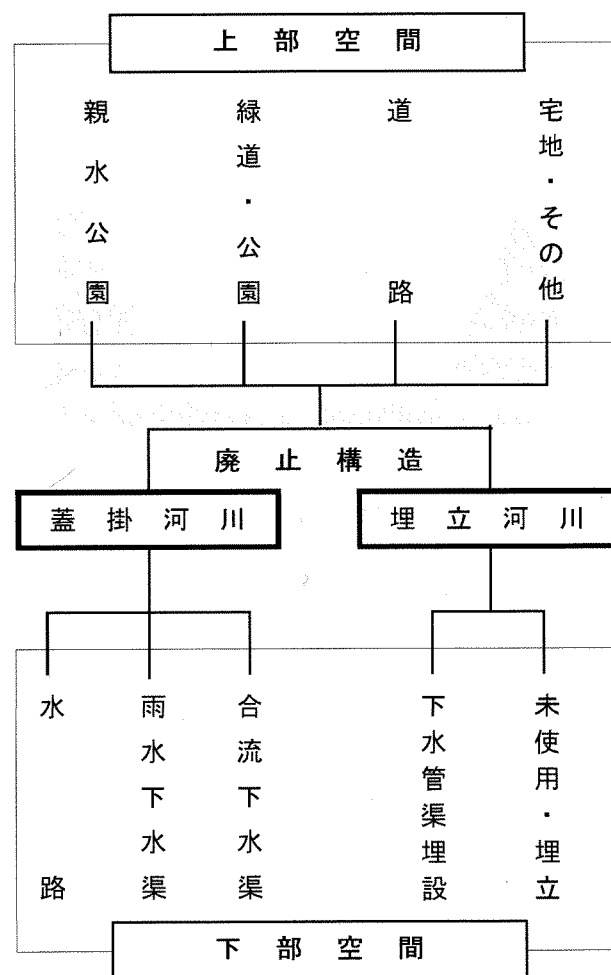 上部空間
親水公園
緑道・公園
道路
宅地・その他
廃止構造
蓋掛河川
埋立河川
水路
雨水下水渠
合流下水渠
下水管渠埋設
未使用・埋立
下部空間